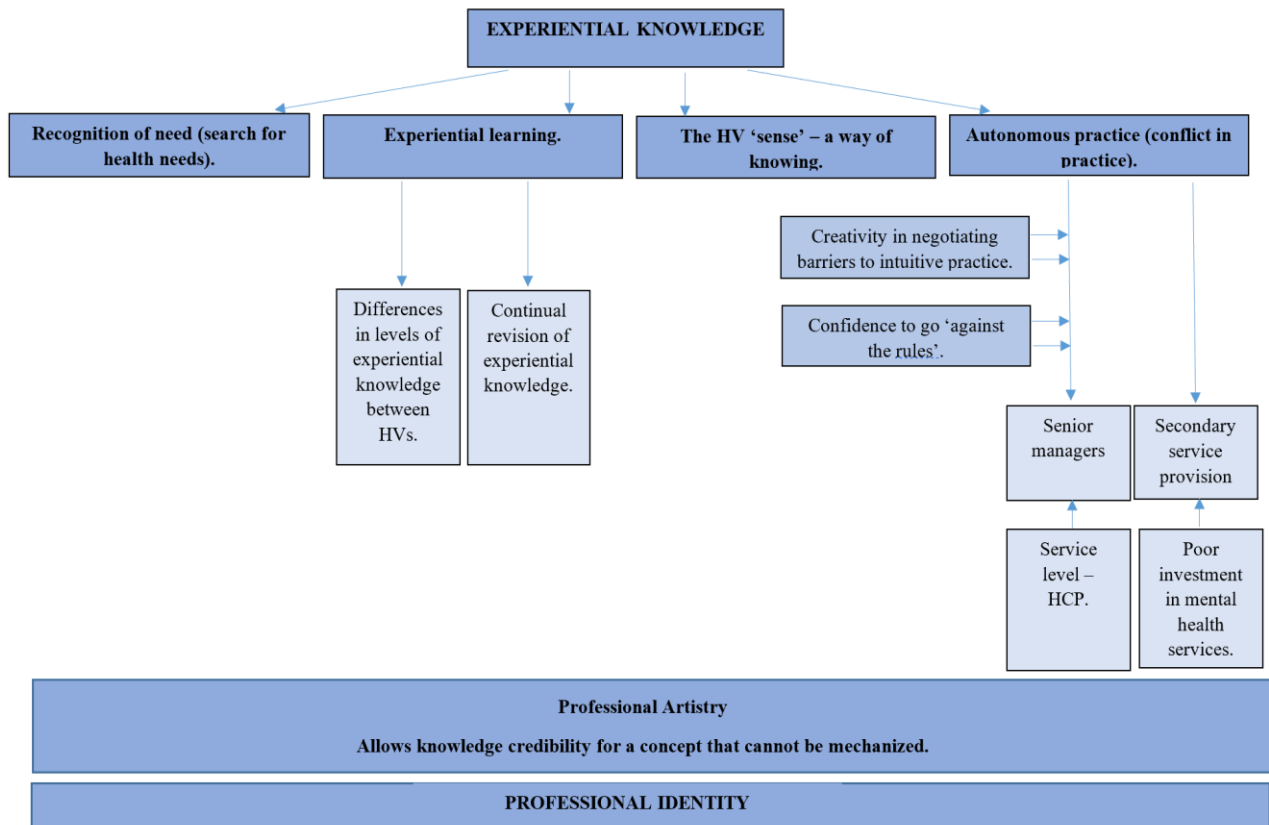 EXPERIENTIAL KNOWLEDGE
Recognition of need (search for
health needs).
Experiential learning.
The HV ‘sense’ – a way of
knowing.
Autonomous practice (conflict in
practice).
Creativity in negotiating
barriers to intuitive practice.
Confidence to go ‘against
the rules’.
Differences
in levels of
experiential
knowledge
between
HVs.
Continual
revision of
experiential
knowledge.
Senior
managers
Secondary
service
provision
Service
level –
HCP.
Poor
investment
in mental
health
services.
Professional Artistry
Allows knowledge credibility for a concept that cannot be mechanized.
PROFESSIONAL IDENTITY